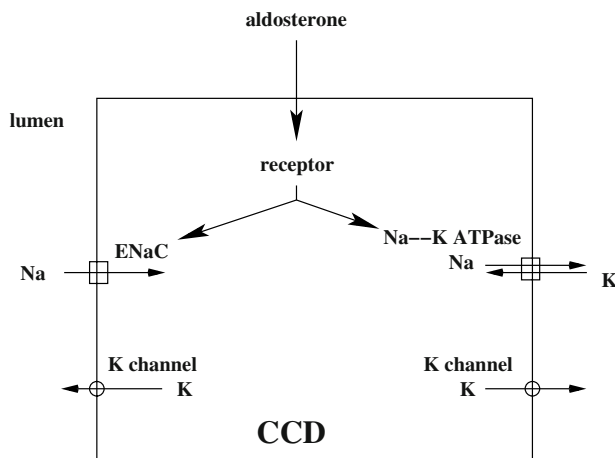 aldosterone
lumen
receptor
ENaC
Na--K ATPase
Na
Na
K
K channel
K channel
K
K
CCD